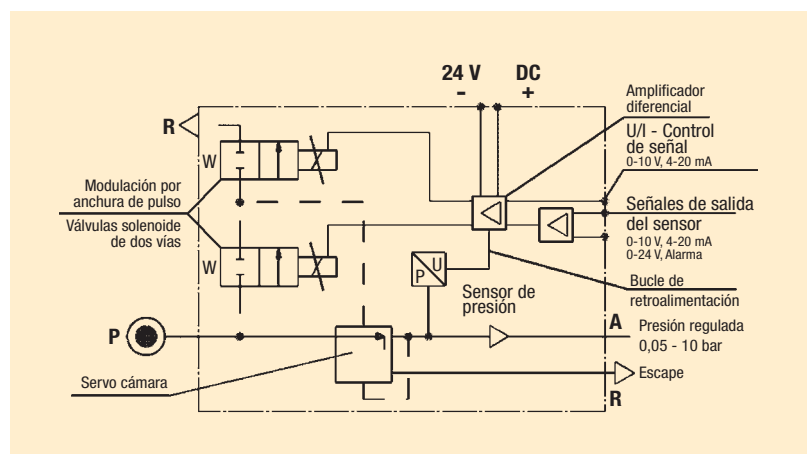 24 V DC
- +
R
W
Modulación por
anchura de pulso
Válvulas solenoide
de dos vías
W
P
Servo cámara
P U
Sensor de
presión
Amplificador
diferencial
U/I - Control
de señal
0-10 V, 4-20 mA
Señales de salida
del sensor
0-10 V, 4-20 mA
0-24 V, Alarma
Bucle de
retroalimentación
A
Presión regulada
0,05 - 10 bar
Escape
R